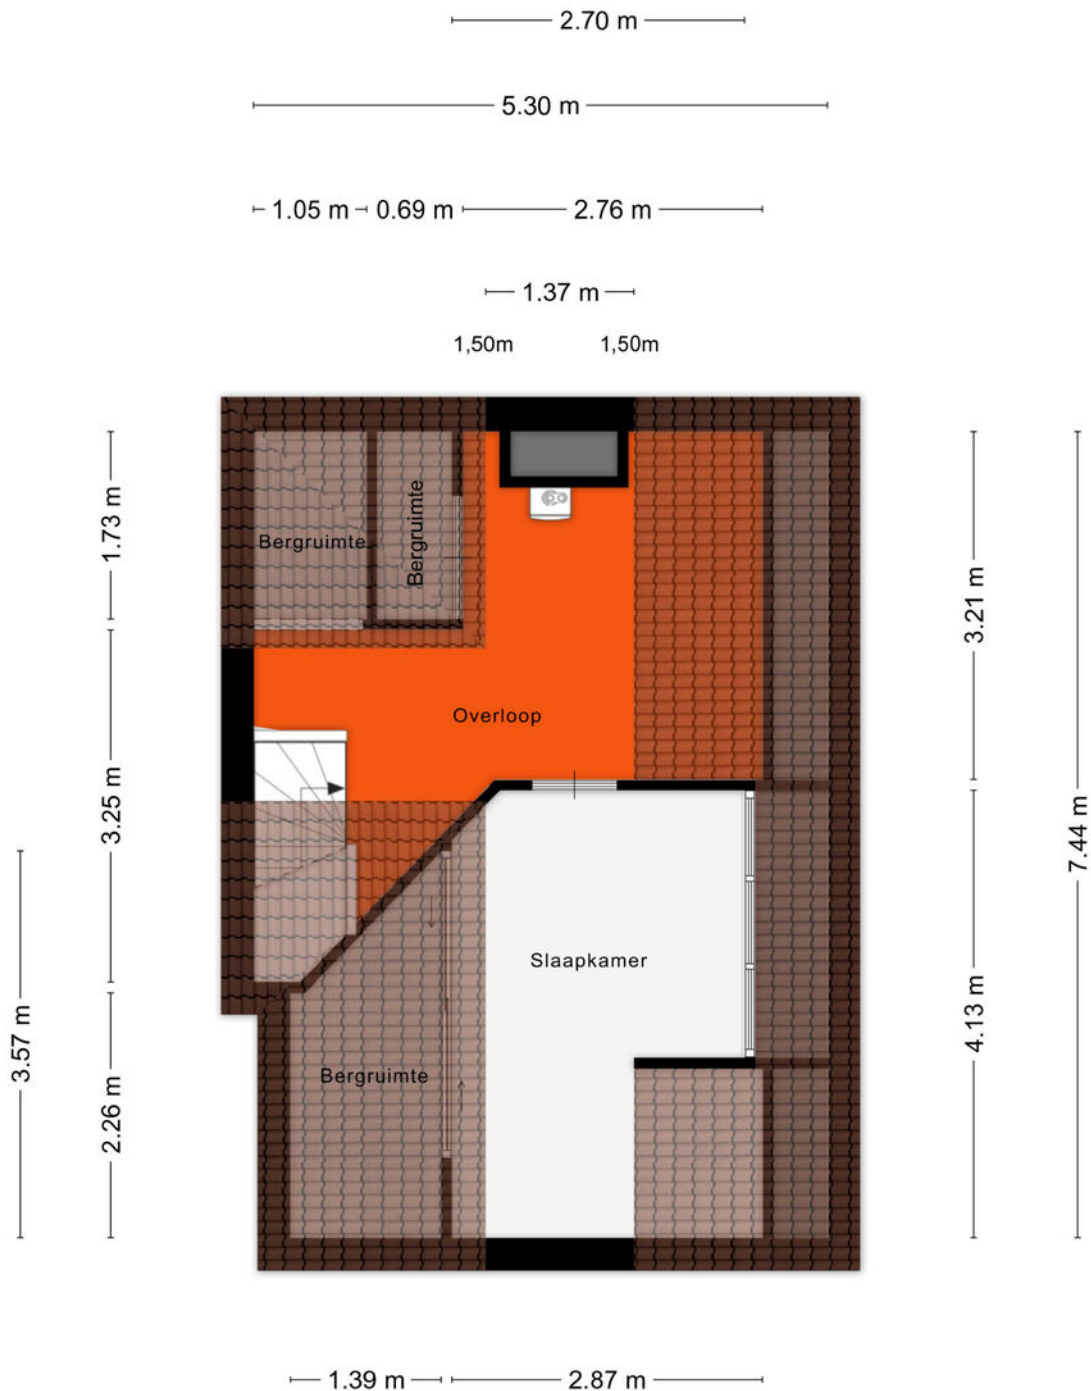 2.70 m
5.30 m
1.05 m
0.69 m
2.76 m
1.37 m
1,50m
1,50m
1.73 m
Bergruimte
Bergruimte
3.21 m
Overloop
3.25 m
7.44 m
Slaapkamer
3.57 m
4.13 m
Bergruimte
2.26 m
1.39 m
2.87 m